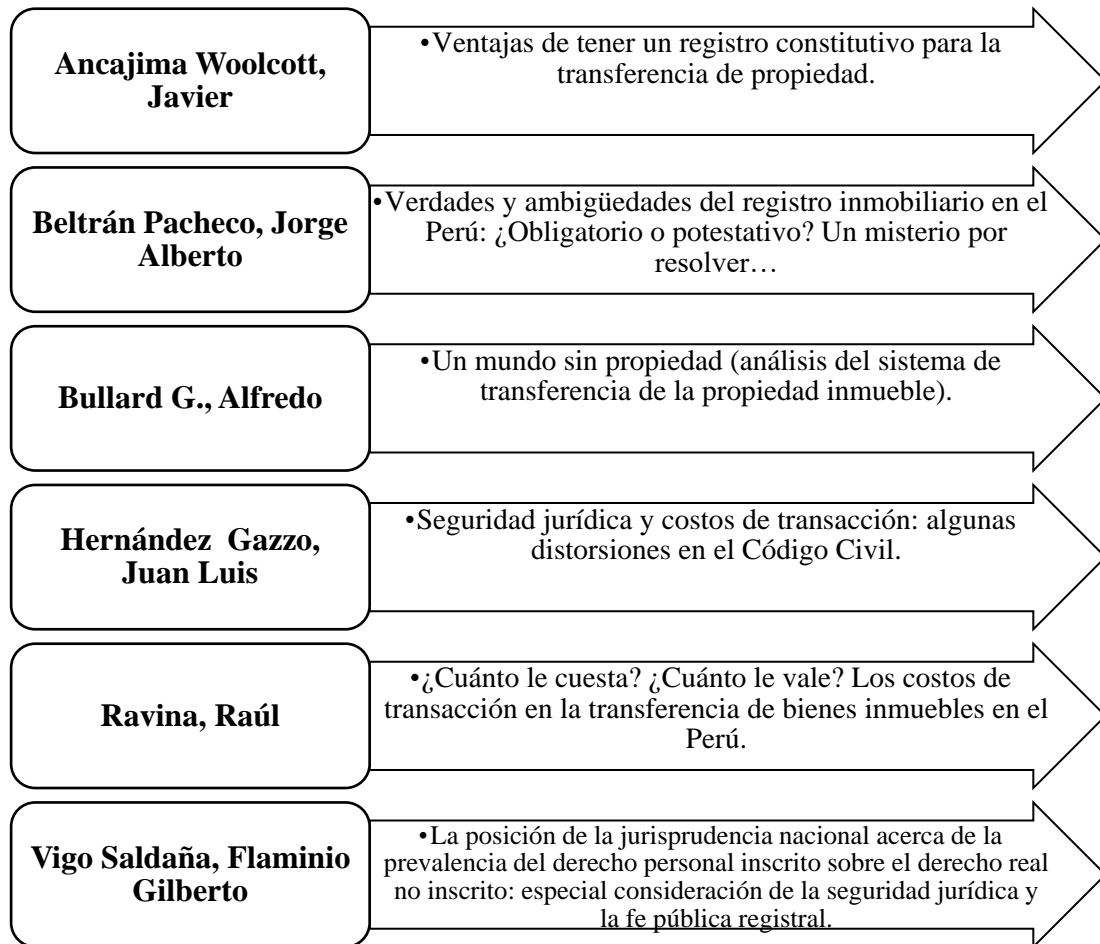 Ancajima Woolcott,
Javier
•Ventajas de tener un registro constitutivo para la
transferencia de propiedad.
Beltrán Pacheco, Jorge
Alberto
•Verdades y ambigüedades del registro inmobiliario en el
Perú: ¿Obligatorio o potestativo? Un misterio por
resolver…
Bullard G., Alfredo
•Un mundo sin propiedad (análisis del sistema de
transferencia de la propiedad inmueble).
Hernández Gazzo,
Juan Luis
•Seguridad jurídica y costos de transacción: algunas
distorsiones en el Código Civil.
Ravina, Raúl
•¿Cuánto le cuesta? ¿Cuánto le vale? Los costos de
transacción en la transferencia de bienes inmuebles en el
Perú.
Vigo Saldaña, Flaminio
Gilberto
•La posición de la jurisprudencia nacional acerca de la
prevalencia del derecho personal inscrito sobre el derecho real
no inscrito: especial consideración de la seguridad jurídica y
la fe pública registral.